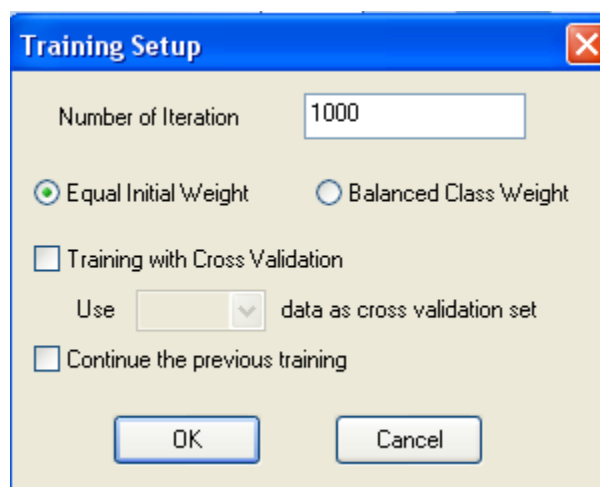 Training Setup
Number of Iteration 1000
Equal Initial Weight Balanced Class Weight
Training with Cross Validation
Use data as cross validation set
Continue the previous training
OK Cancel